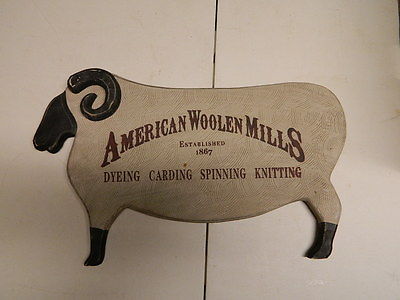 AMERICAN WOOLEN MILLS
ESTABLISHED
1867
DYEING CARDING SPINNING KNITTING